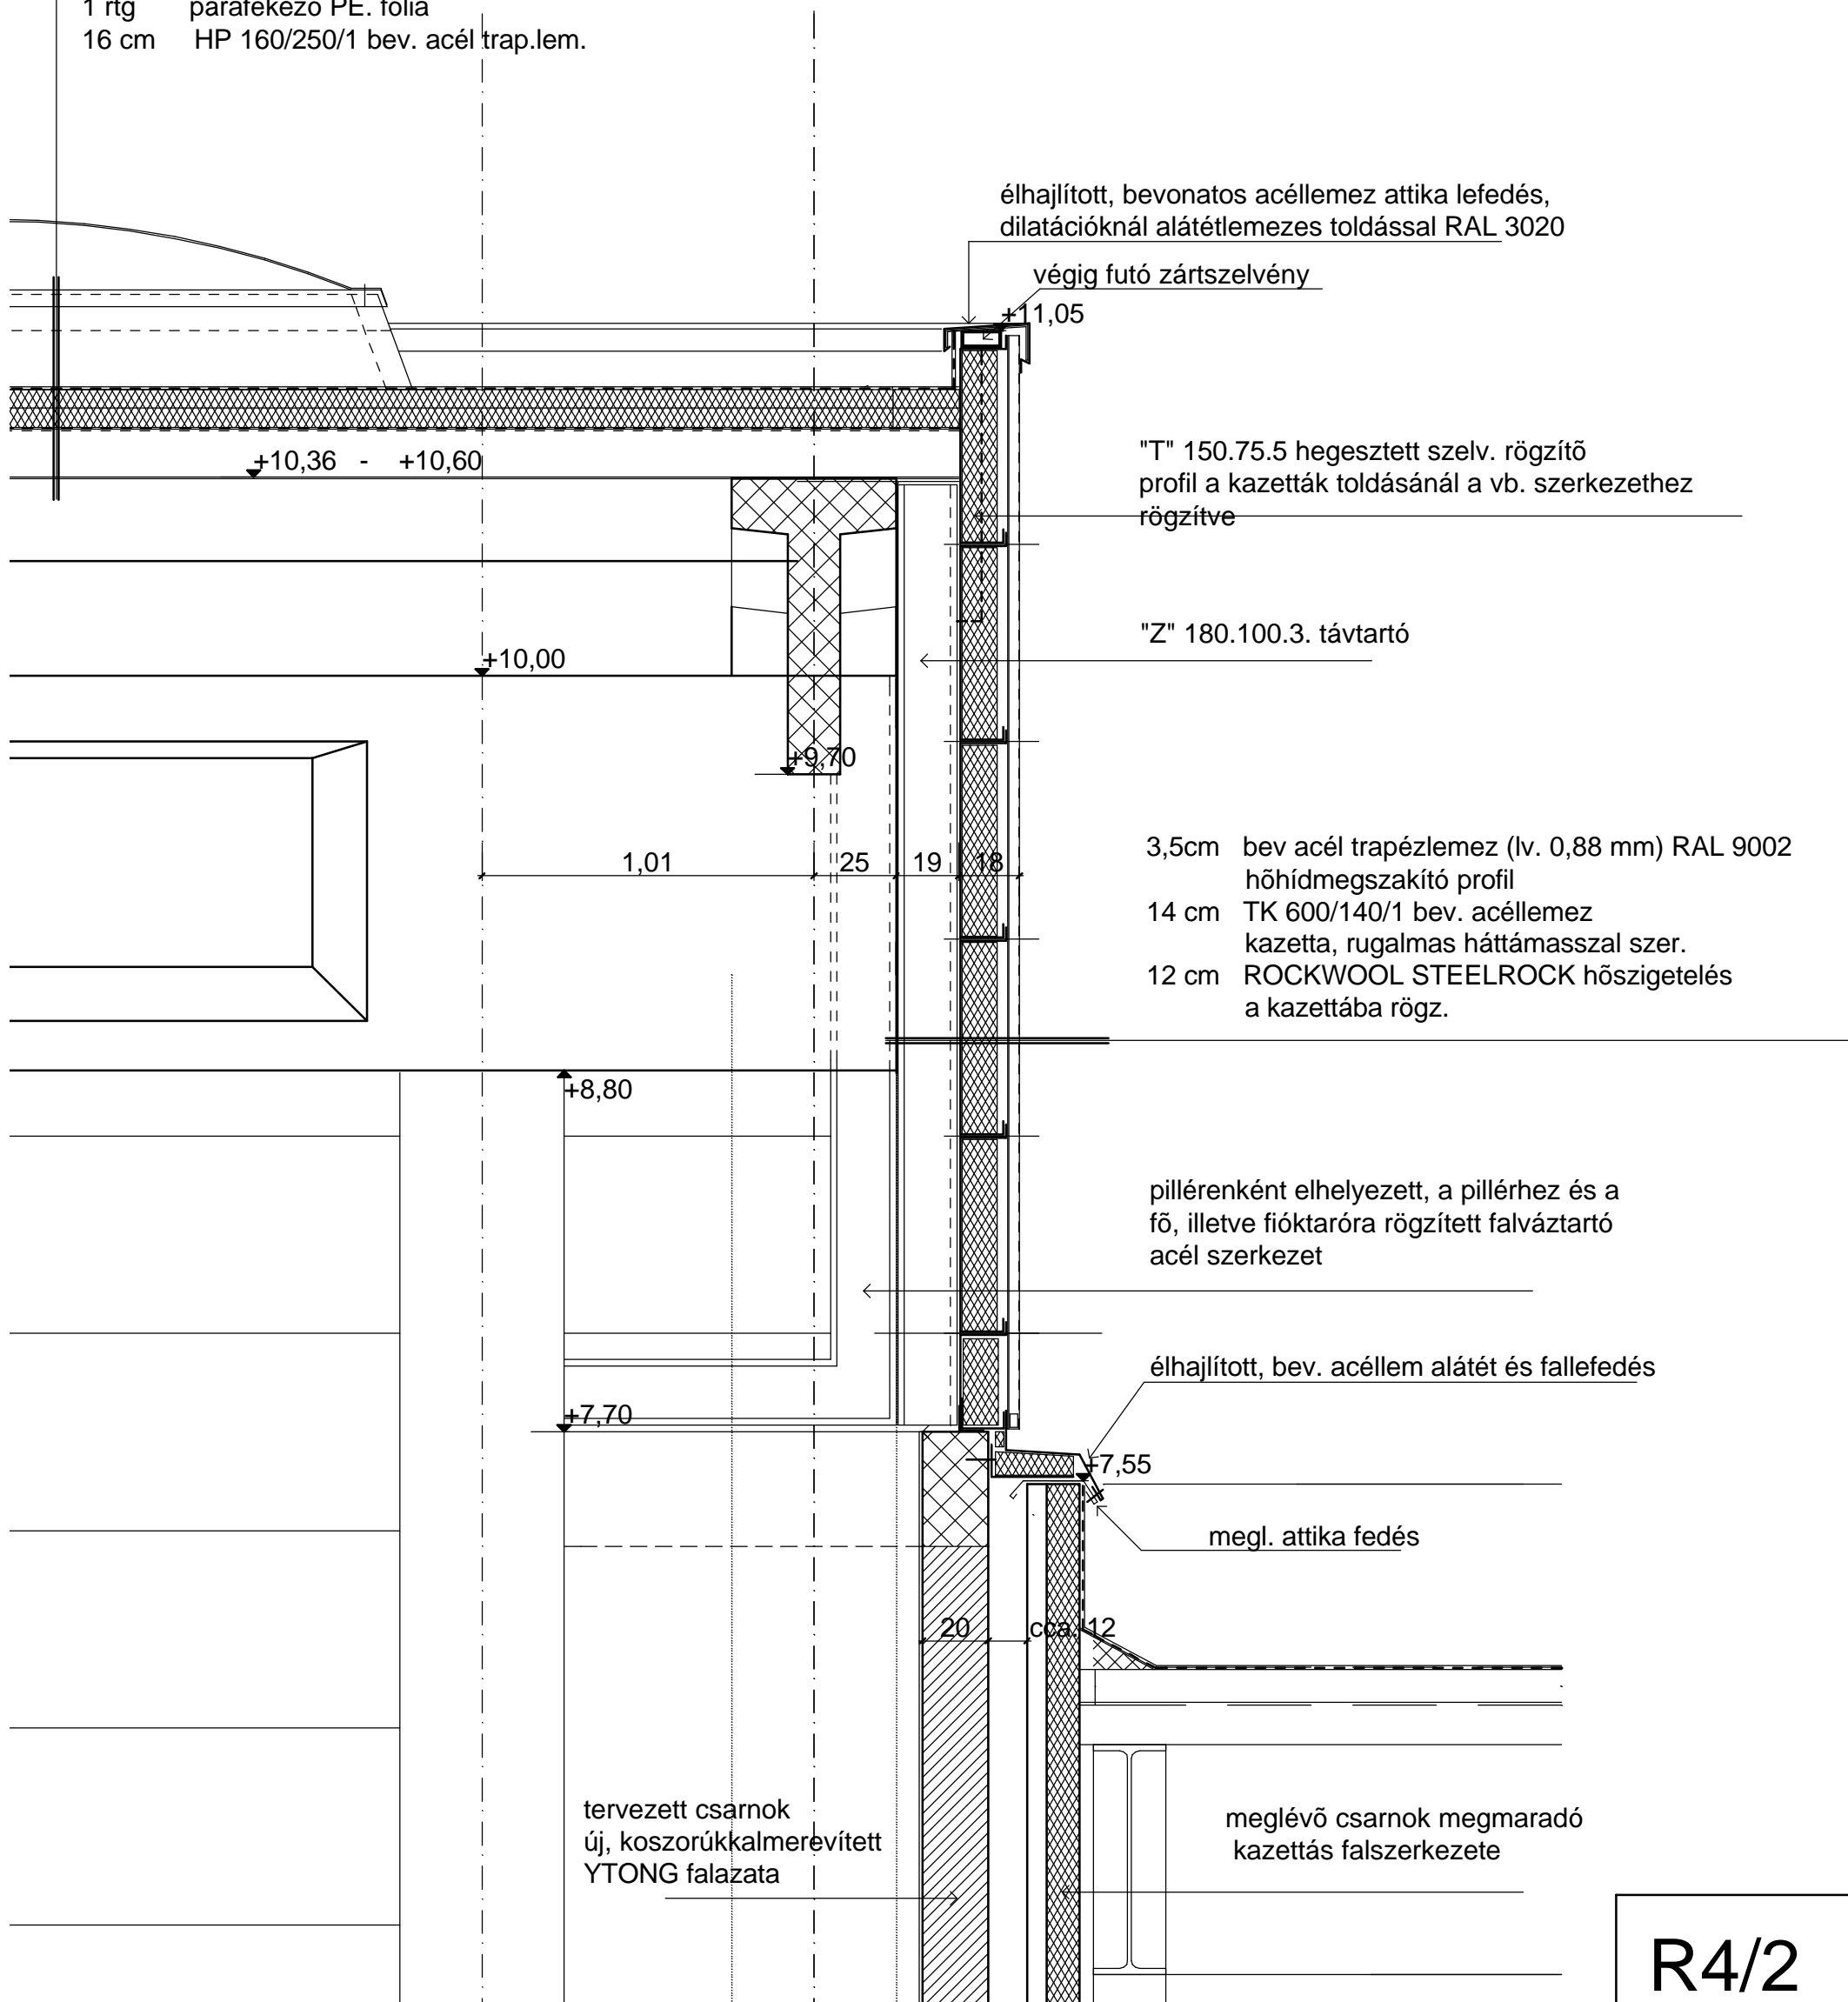 1 rtg párafékezõ PE. fólia
16 cm HP 160/250/1 bev. acél trap.lem.
élhajlított, bevonatos acéllemez attika lefedés,
dilatációknál alátétlemezes toldással RAL 3020
végig futó zártszelvény
+11,05
"T" 150.75.5 hegesztett szelv. rögzítõ
profil a kazetták toldásánál a vb. szerkezethez
rögzítve
+10,36 - +10,60
"Z" 180.100.3. távtartó
+10,00
+9,70
3,5cm bev acél trapézlemez (lv. 0,88 mm) RAL 9002
hõhídmegszakító profil
14 cm TK 600/140/1 bev. acéllemez
kazetta, rugalmas háttámasszal szer.
12 cm ROCKWOOL STEELROCK hõszigetelés
a kazettába rögz.
1,01 25 19 18
+8,80
pillérenként elhelyezett, a pillérhez és a
fõ, illetve fióktaróra rögzített falváztartó
acél szerkezet
élhajlított, bev. acéllem alátét és fallefedés
+7,70
+7,55
megl. attika fedés
20 cca. 12
tervezett csarnok
új, koszorúkkalmerevített
YTONG falazata
meglévõ csarnok megmaradó
kazettás falszerkezete
R4/2